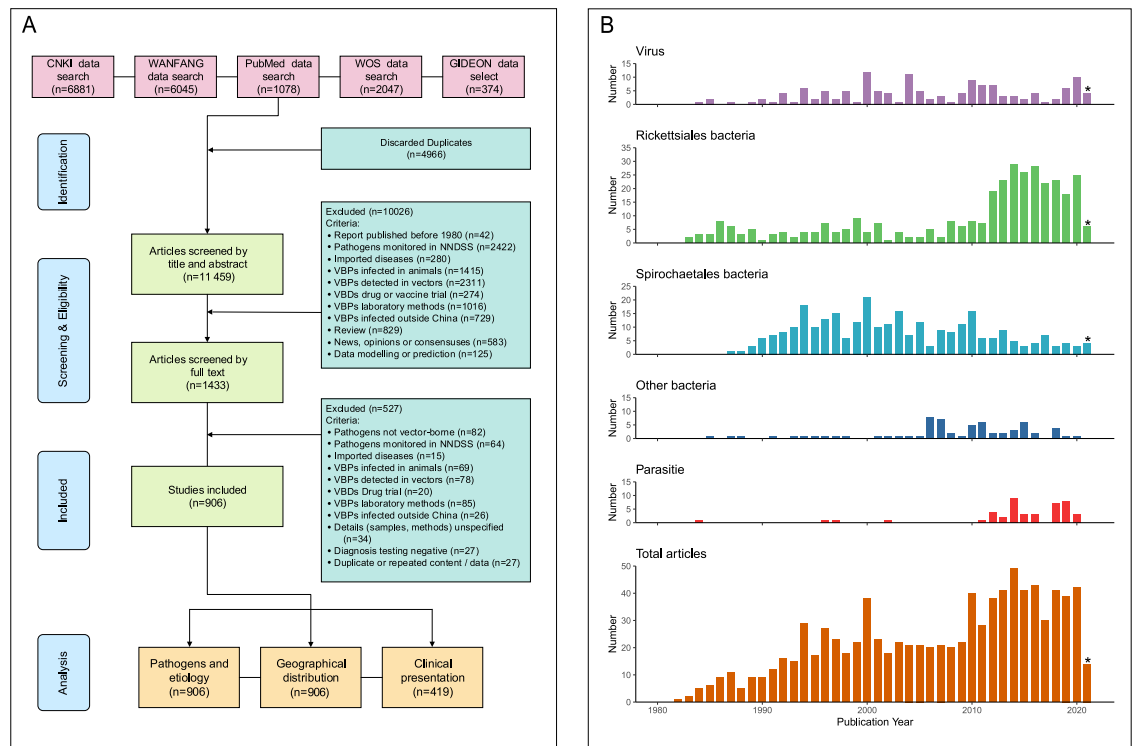 A
CNKI data
search
(n=6881)
WANFANG
data search
(n=6045)
PubMed data
search
(n=1078)
WOS data
search
(n=2047)
GIDEON data
select
(n=374)
Identification
Discarded Duplicates
(n=4966)
Excluded (n=10026)
Criteria:
• Report published before 1980 (n=42)
• Pathogens monitored in NNDSS (n=2422)
• Imported diseases (n=280)
• VBPs infected in animals (n=1415)
• VBPs detected in vectors (n=2311)
• VBDs drug or vaccine trial (n=274)
• VBPs laboratory methods (n=1016)
• VBPs infected outside China (n=729)
• Review (n=829)
• News, opinions or consensuses (n=583)
• Data modelling or prediction (n=125)
Screening & Eligibility
Articles screened by
title and abstract
(n=11 459)
Articles screened by
full text
(n=1433)
Excluded (n=527)
Criteria:
• Pathogens not vector-borne (n=82)
• Pathogens monitored in NNDSS (n=64)
• Imported diseases (n=15)
• VBPs infected in animals (n=69)
• VBPs detected in vectors (n=78)
• VBDs Drug trial (n=20)
• VBPs laboratory methods (n=85)
• VBPs infected outside China (n=26)
• Details (samples, methods) unspecified
(n=34)
• Diagnosis testing negative (n=27)
• Duplicate or repeated content / data (n=27)
Included
Studies included
(n=906)
Analysis
Pathogens and
etiology
(n=906)
Geographical
distribution
(n=906)
Clinical
presentation
(n=419)
B
Virus
Number
15
10
5
0
*
Rickettsiales bacteria
Number
35
30
25
20
15
10
5
0
*
Spirochaetales bacteria
Number
25
20
15
10
5
0
*
Other bacteria
Number
15
10
5
0
Parasitie
Number
15
10
5
0
Total articles
Number
50
40
30
20
10
0
*
1980 1990 2000 2010 2020
Publication Year